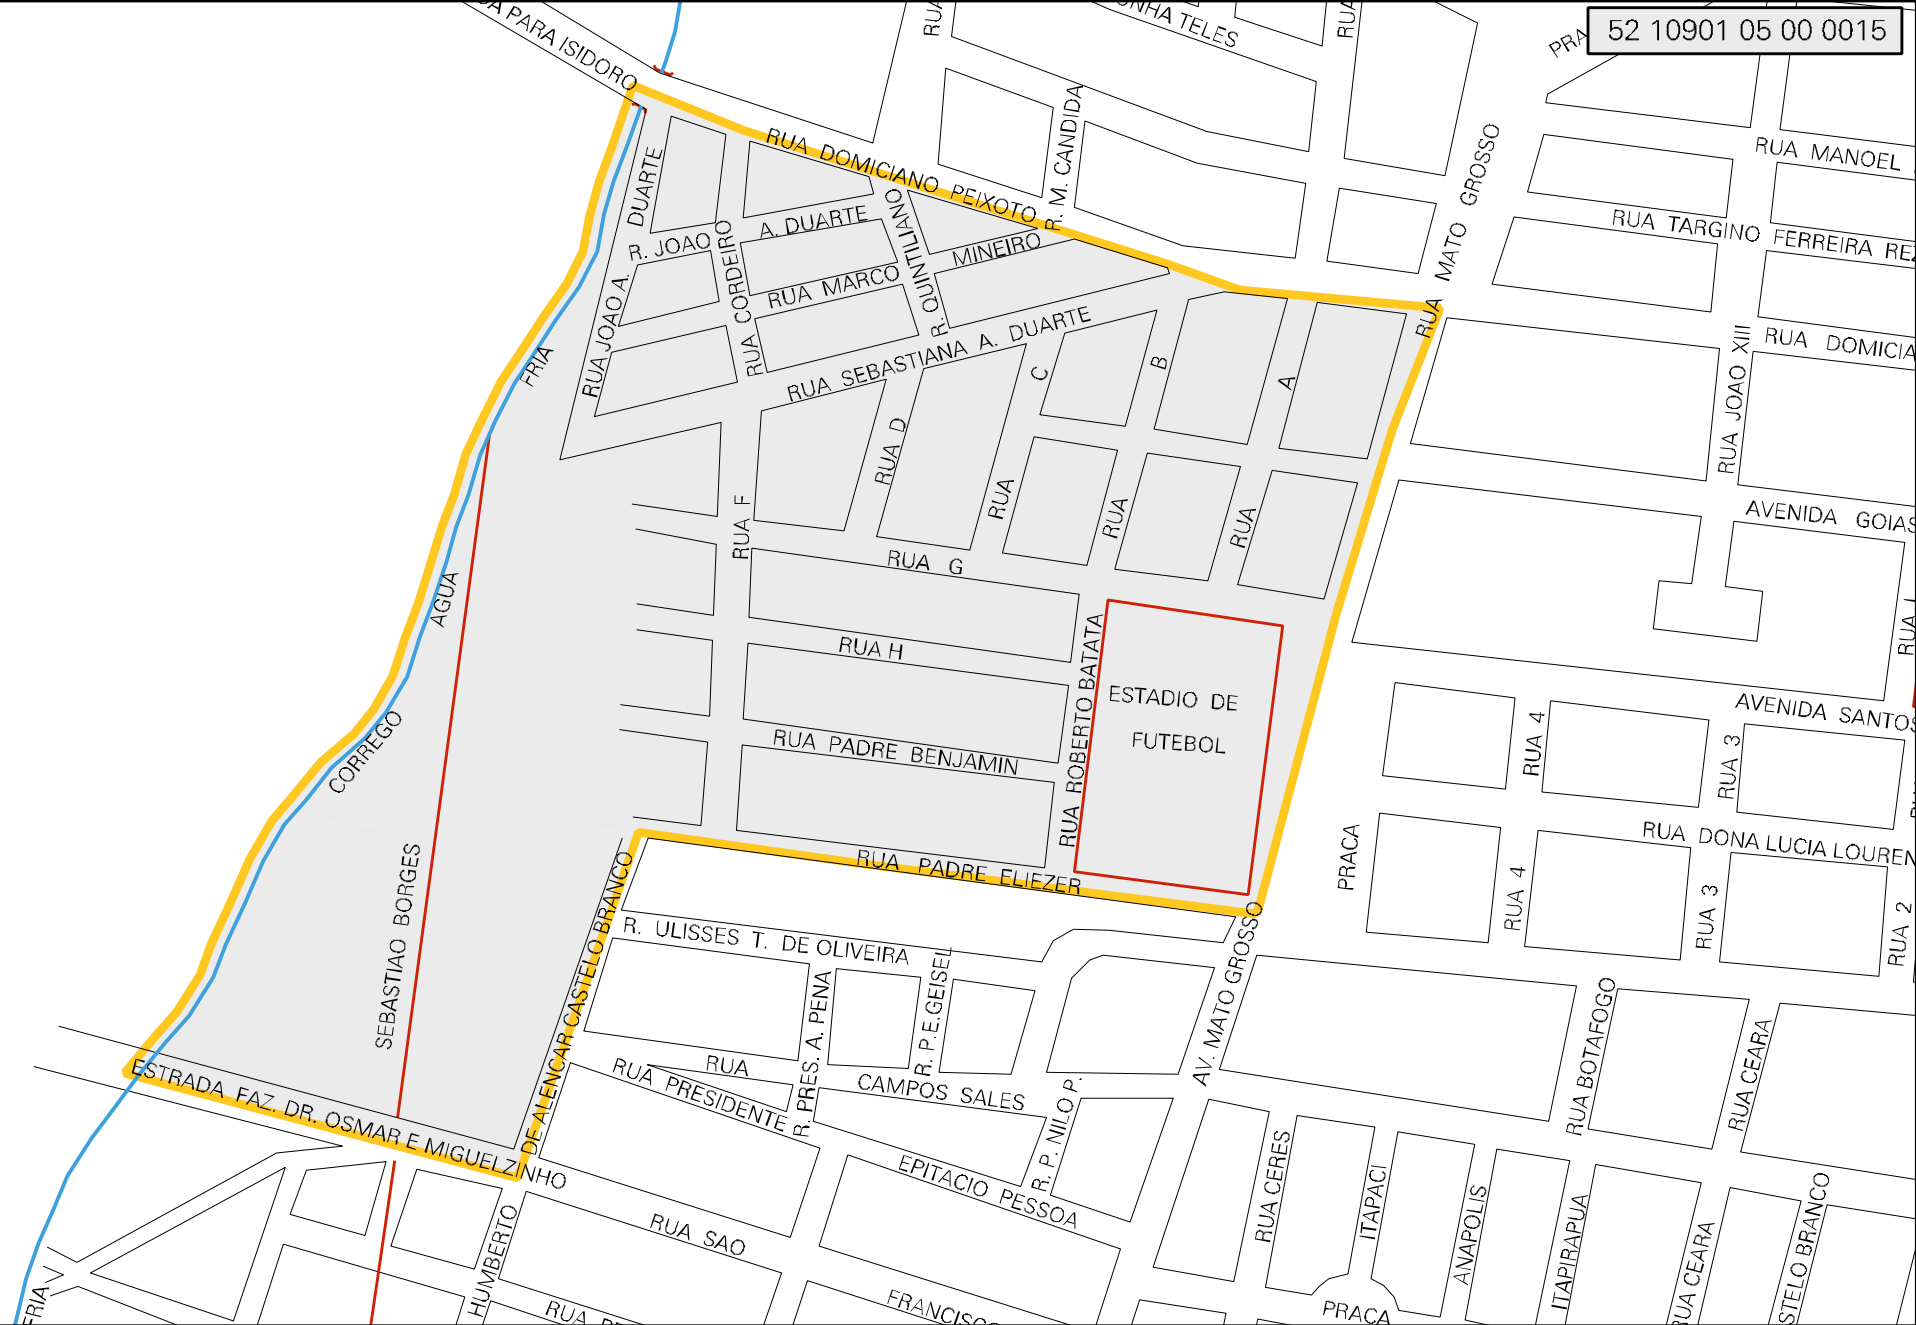 52 10901 05 00 0015
PARA ISIDORO
TELES
RUA
RUA
RUA DOMICIANO PEIXOTO
R. M. CANDIDA
RUA MATO GROSSO
RUA MANOEL
RUA TARGINO FERREIRA
DUARTE
R. JOAO
A. DUARTE
RUA JOAO A.
RUA CORDEIRO
RUA MARCO
MINEIRO
R. QUINTILIANO
RUA SEBASTIANA A. DUARTE
RUA JOAO XIII
RUA
AVENIDA GOIAS
FRIA
AGUA
CORREGO
C
B
A
RUA D
RUA
RUA
RUA
RUA F
RUA G
RUA H
RUA PADRE BENJAMIN
RUA ROBERTO BATATA
ESTADIO DE
FUTEBOL
RUA PADRE ELIEZER
AVENIDA SANTOS
RUA 4
RUA 3
RUA DONA LUCIA
PRACA
RUA 4
RUA 3
RUA 2
SEBASTIAO BORGES
DE ALENCAR CASTELO BRANCO
R. ULISSES T. DE OLIVEIRA
R. PRES. A. PENA
R. P. E. GEISEL
AV. MATO GROSSO
RUA BOTAFOGO
RUA CEARA
ESTRADA FAZ. DR. OSMAR E MIGUELZINHO
RUA
CAMPOS SALES
RUA PRESIDENTE
EPITACIO PESSOA
R. P. NILO P.
RUA CERES
ITAPACI
ANAPOLIS
ITAPIRAPUA
RUA CEARA
RUA SAO
HUMBERTO
FRIA
RUA
PRACA